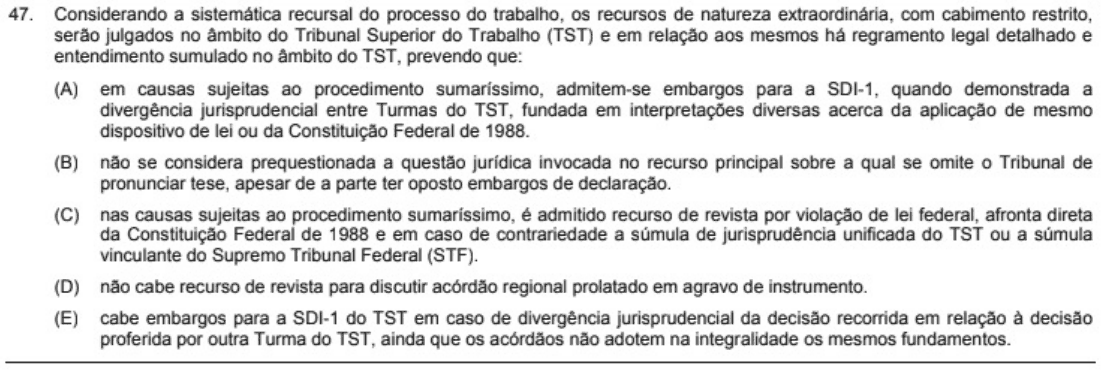 47. Considerando a sistemática recursal do processo do trabalho, os recursos de natureza extraordinária, com cabimento restrito,
serão julgados no âmbito do Tribunal Superior do Trabalho (TST) e em relação aos mesmos há regramento legal detalhado e
entendimento sumulado no âmbito do TST, prevendo que:
(A) em causas sujeitas ao procedimento sumaríssimo, admitem-se embargos para a SDI-1, quando demonstrada a
divergência jurisprudencial entre Turmas do TST, fundada em interpretações diversas acerca da aplicação de mesmo
dispositivo de lei ou da Constituição Federal de 1988.
(B) não se considera prequestionada a questão jurídica invocada no recurso principal sobre a qual se omite o Tribunal de
pronunciar tese, apesar de a parte ter oposto embargos de declaração.
(C) nas causas sujeitas ao procedimento sumaríssimo, é admitido recurso de revista por violação de lei federal, afronta direta
da Constituição Federal de 1988 e em caso de contrariedade a súmula de jurisprudência unificada do TST ou a súmula
vinculante do Supremo Tribunal Federal (STF).
(D) não cabe recurso de revista para discutir acórdão regional prolatado em agravo de instrumento.
(E) cabe embargos para a SDI-1 do TST em caso de divergência jurisprudencial da decisão recorrida em relação à decisão
proferida por outra Turma do TST, ainda que os acórdãos não adotem na integralidade os mesmos fundamentos.